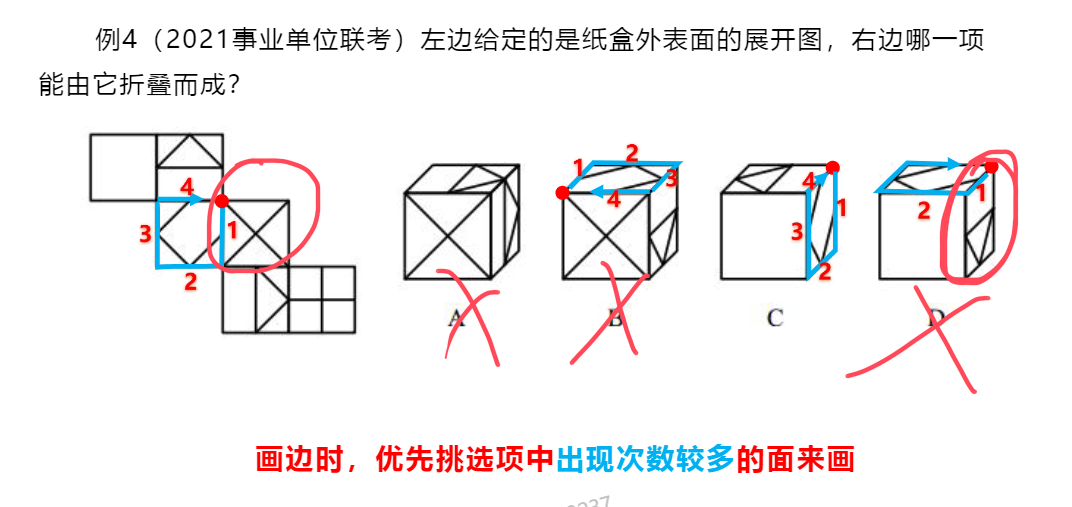 例4（2021事业单位联考）左边给定的是纸盒外表面的展开图，右边哪一项
能由它折叠而成？
4
3 1
2
1 2 3 4
4 1 3 2
2 1
A B C D
画边时，优先挑选项中出现次数较多的面来画